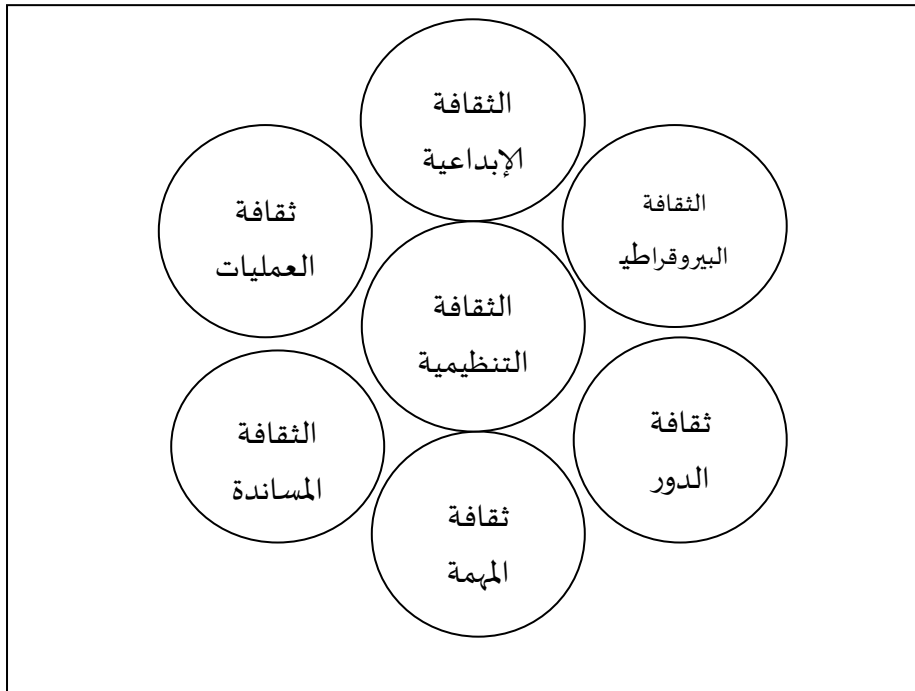 الثقافة
الإبداعية
الثقافة
البيروقراطي
ثقافة
العمليات
الثقافة
التنظيمية
ثقافة
الدور
الثقافة
المساندة
ثقافة
المهمة